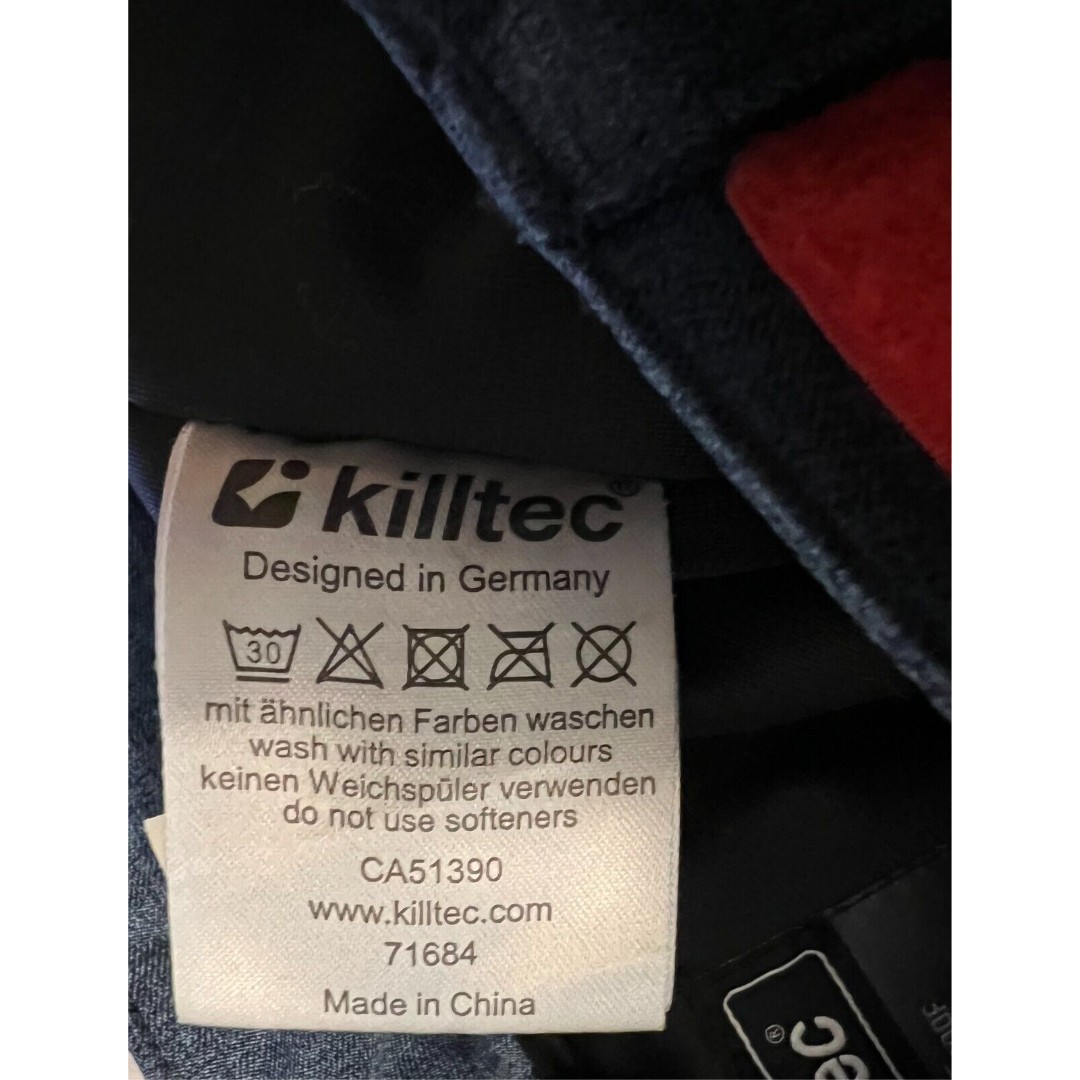 killtec®
Designed in Germany
30
mit ähnlichen Farben waschen
wash with similar colours
keinen Weichspüler verwenden
do not use softeners
CA51390
www.killtec.com
71684
Made in China
ec®